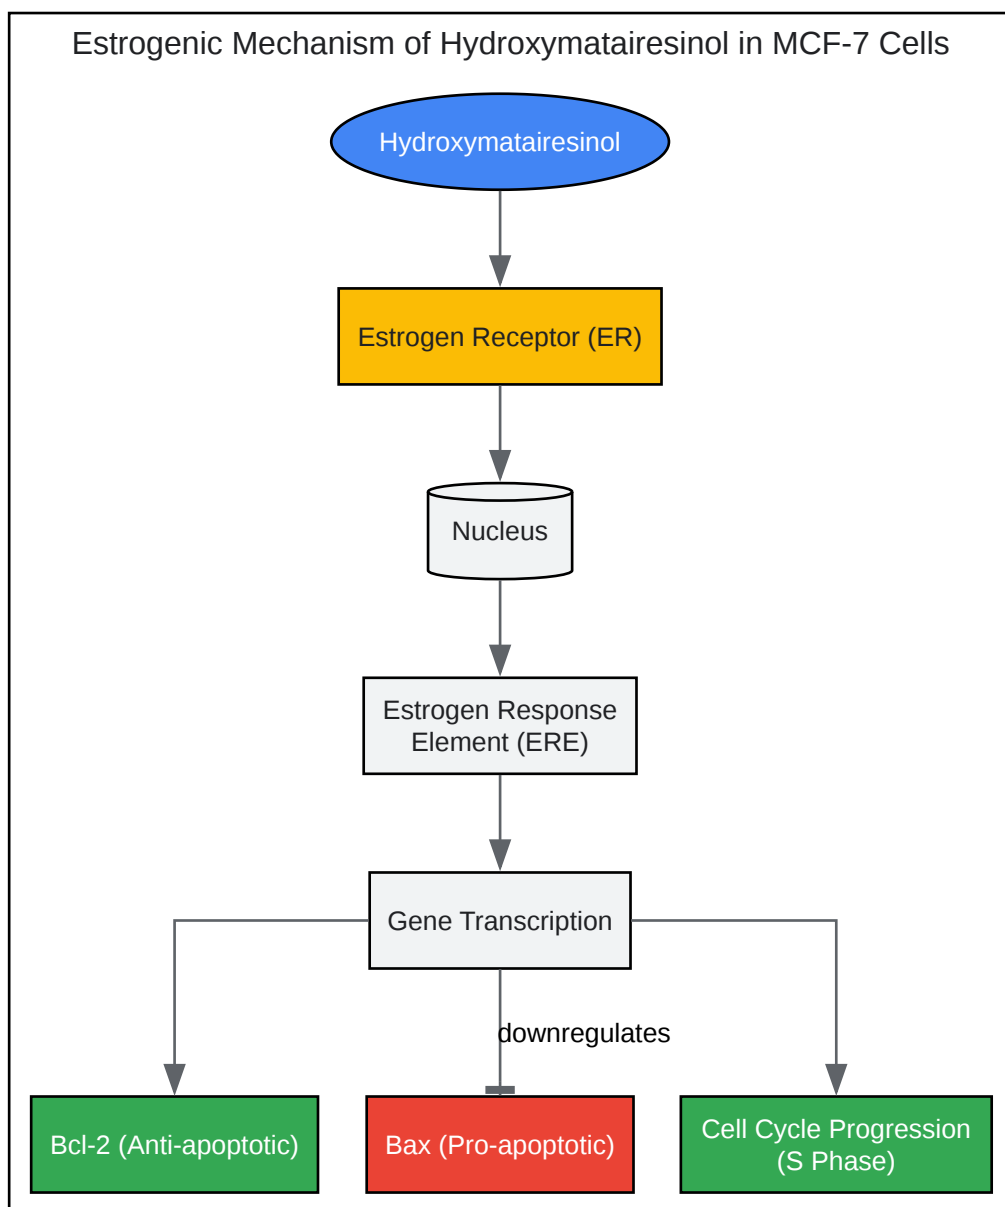 Estrogenic Mechanism of Hydroxymatairesinol in MCF-7 Cells
Hydroxymatairesinol
Estrogen Receptor (ER)
Nucleus
Estrogen Response
Element (ERE)
Gene Transcription
downregulates
Bcl-2 (Anti-apoptotic)
Bax (Pro-apoptotic)
Cell Cycle Progression
(S Phase)